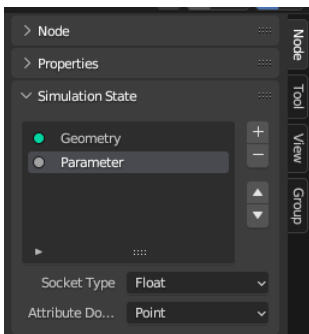 Node
Properties
Simulation State
Geometry
Parameter
Socket Type
Float
Attribute Do...
Point
Node
Tool
View
Group